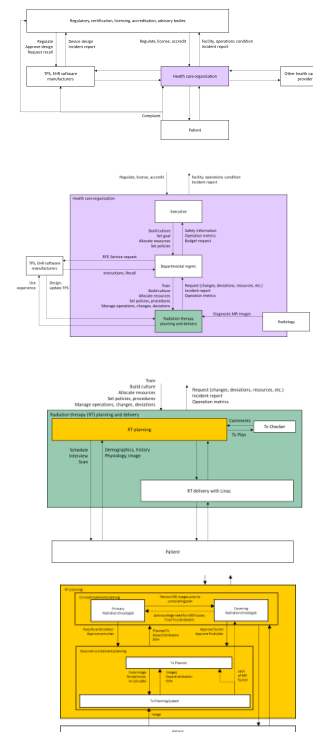 Regulatory, certification, licensing, accreditation, advisory bodies
Regulate
Approve design
Request recall
Device design
Incident report
Regulate, license, accredit
Facility, operations condition
Incident report
TPS, EHR software
manufacturers
Health care organization
Other health care
provider
Complaint
Patient
Regulate, license, accredit
Facility, operations condition
Incident report
Health care organization
Executive
Build culture
Set goal
Allocate resources
Set policies
Safety information
Operation metrics
Budget request
EFS: Service request
TPS, EHR software
manufacturers
Departmental mgmt.
Instructions, Recall
Use
experience
Design,
update TPS
Train
Build culture
Allocate resources
Set policies, procedures
Manage operations, changes, deviations
Request (changes, deviations, resources, etc.)
Incident report
Operation metrics
Diagnostic MR images
Radiation therapy
planning and delivery
Radiology
Train
Build culture
Allocate resources
Set policies, procedures
Manage operations, changes, deviations
Request (changes, deviations, resources, etc.)
Incident report
Operation metrics
Radiation therapy (RT) planning and delivery
RT planning
Comments
Tx Checker
Tx Plan
Schedule
Interview
Scan
Demographics, history
Physiology, image
RT delivery with Linac
Patient
RT planning
Primary
Radiation Oncologist
Covering
Radiation Oncologist
Tx Planner
Tx Planning System
Image